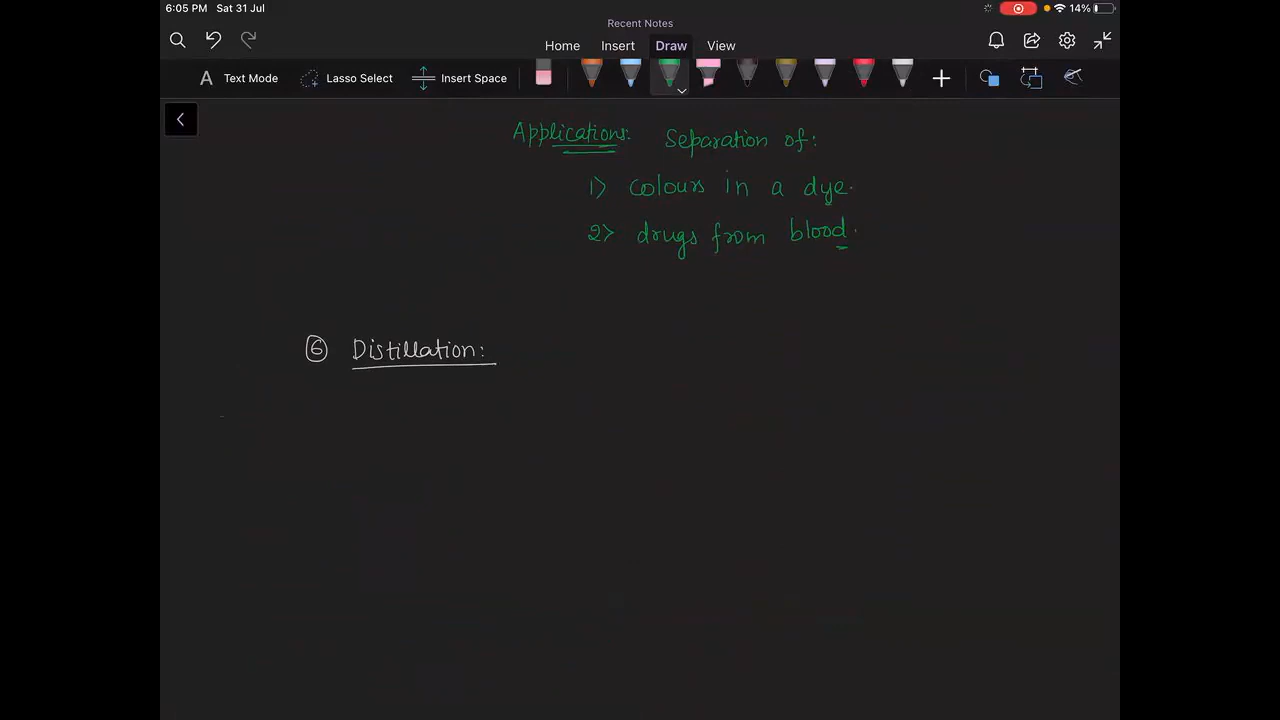 6:05 PM Sat 31 Jul 14%
Recent Notes
Home Insert Draw View
A Text Mode Lasso Select Insert Space
Applications: Separation of:
1> colours in a dye.
2> drugs from blood.
6 Distillation: